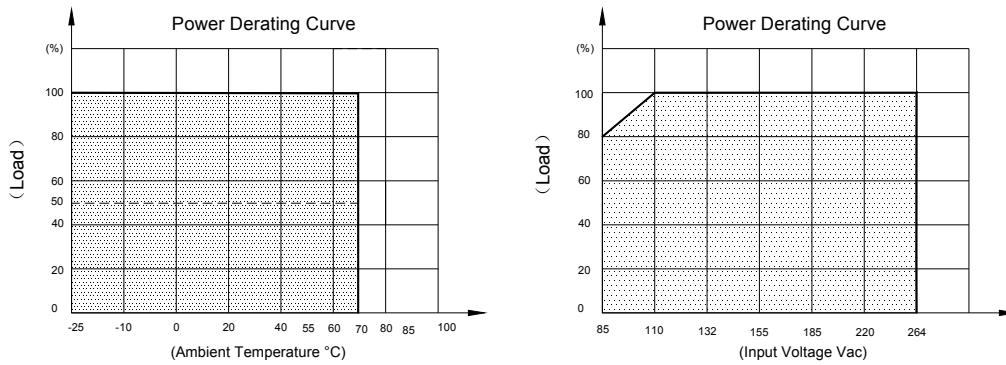 Power Derating Curve
(%)
100
80
60
50
40
20
0
（Load）
-25 -10 0 20 40 55 60 70 80 85 100
(Ambient Temperature °C)
Power Derating Curve
(%)
100
80
60
40
20
0
（Load）
85 110 132 155 185 220 264
(Input Voltage Vac)